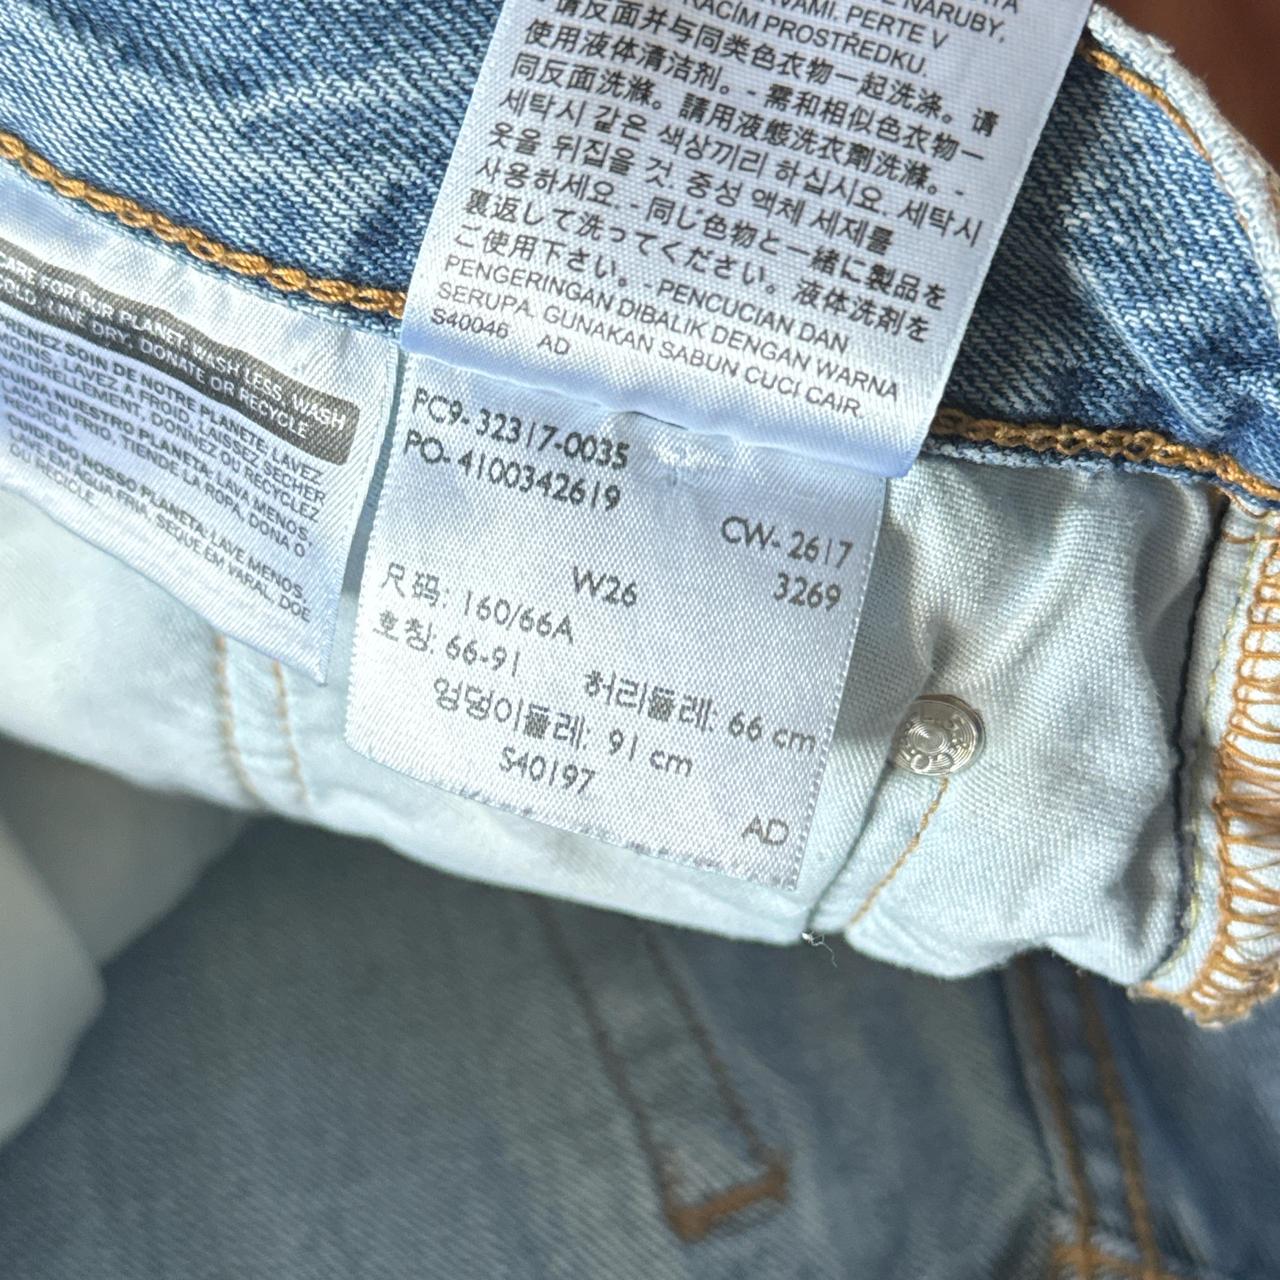 NARUBY,
VAMI. PERTE V
RACÍM PROSTŘEDKU.
请反面并与同类色衣物一起洗涤。请
使用液体清洁剂。- 需和相似色衣物一
同反面洗滌。請用液態洗衣劑洗滌。-
세탁시 같은 색상끼리 하십시요. 세탁시
옷을 뒤집을 것. 중성 액체 세제를
사용하세요. - 同じ色物と一緒に製品を
裏返して洗ってください。液体洗剤を
ご使用下さい。- PENCUCIAN DAN
PENGERINGAN DIBALIK DENGAN WARNA
SERUPA. GUNAKAN SABUN CUCI CAIR.
S40046 AD
CARE FOR OUR PLANET: WASH LESS, WASH
COLD, LINE DRY, DONATE OR RECYCLE
PRENEZ SOIN DE NOTRE PLANÈTE: LAVEZ
MOINS, LAVEZ À FROID, LAISSEZ SÉCHER
NATURELLEMENT, DONNEZ OU RECYCLEZ
CUIDA NUESTRO PLANETA: LAVA MENOS,
LAVA EN FRÍO, TIENDE LA ROPA, DONA O
RECICLA.
CUIDE DO NOSSO PLANETA: LAVE MENOS,
LAVE EM ÁGUA FRIA, SEQUE EM VARAL, DOE
OU RECICLE.
PC9-32317-0035
PO-4100342619
CW-2617
W26 3269
尺码: 160/66A
호칭: 66-91 허리둘레: 66 cm
엉덩이둘레: 91 cm
S40197
AD